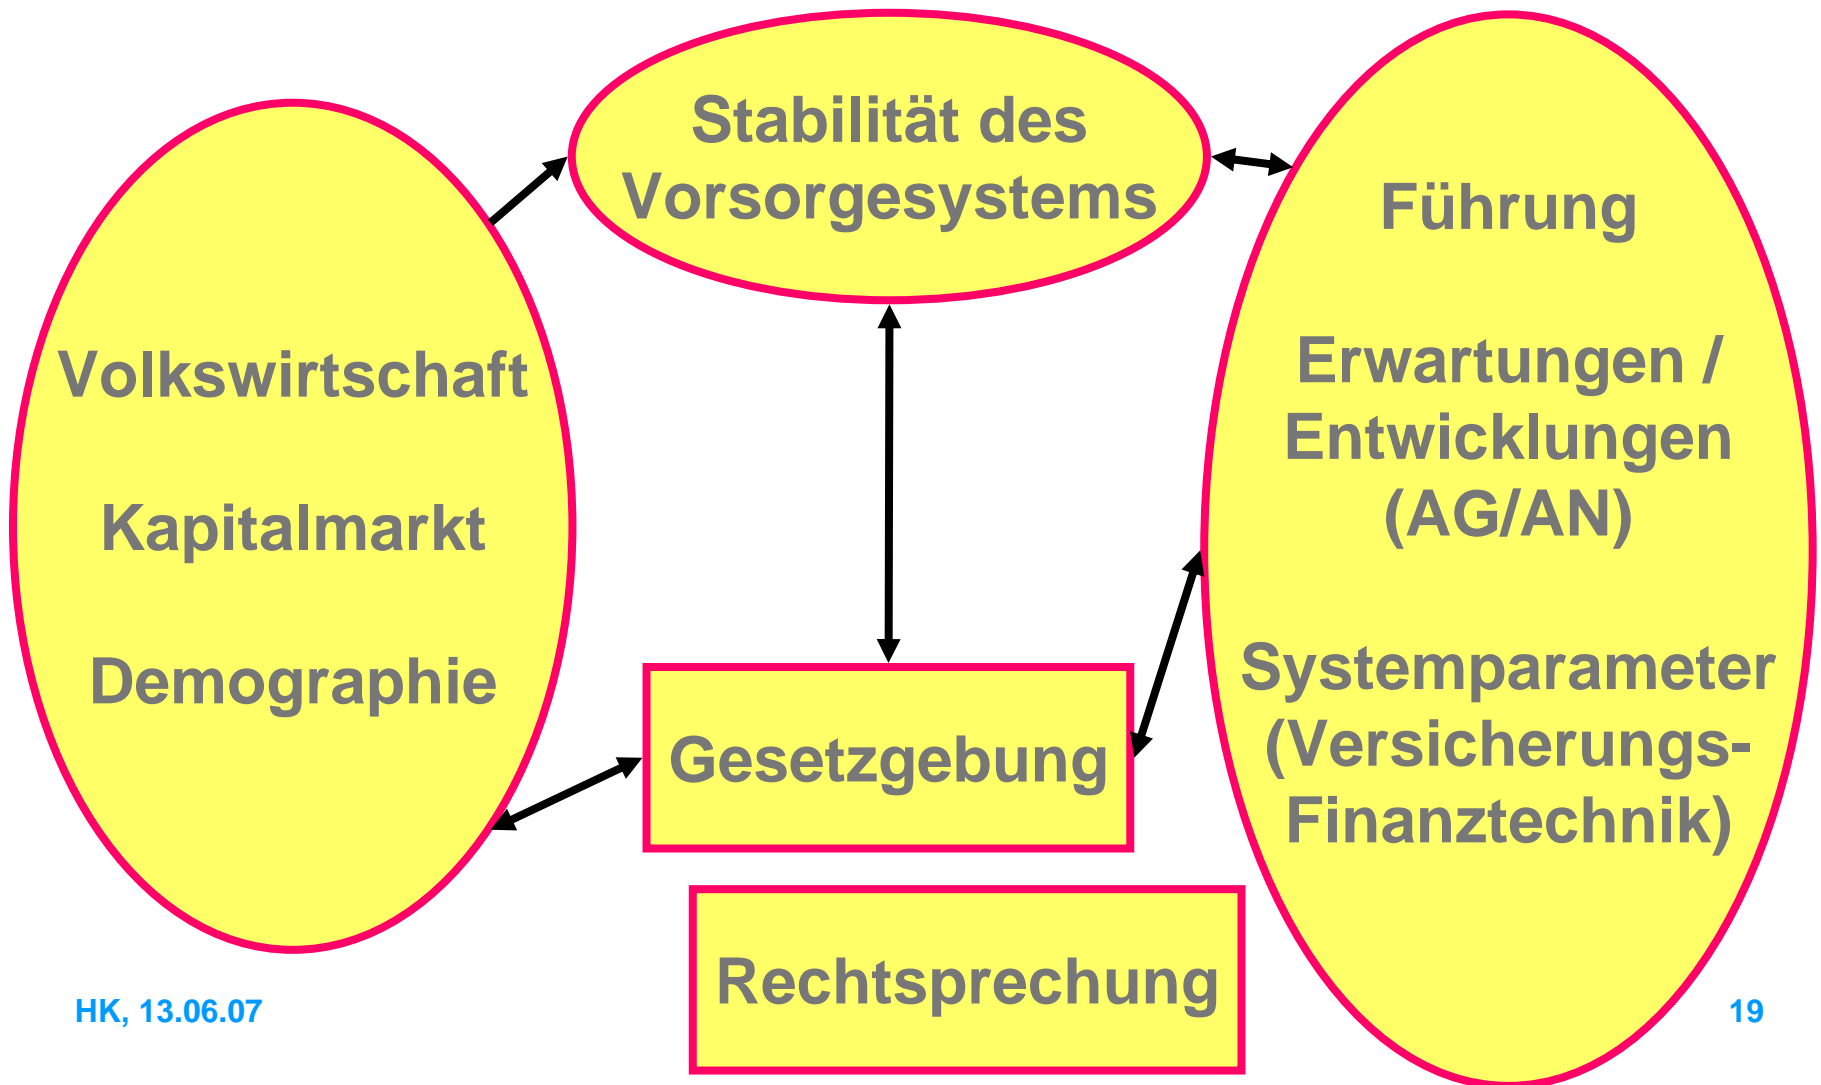 Stabilität des
Vorsorgesystems
Volkswirtschaft
Kapitalmarkt
Demographie
Führung
Erwartungen /
Entwicklungen
(AG/AN)
Systemparameter
(Versicherungs-
Finanztechnik)
Gesetzgebung
Rechtsprechung
HK, 13.06.07
19